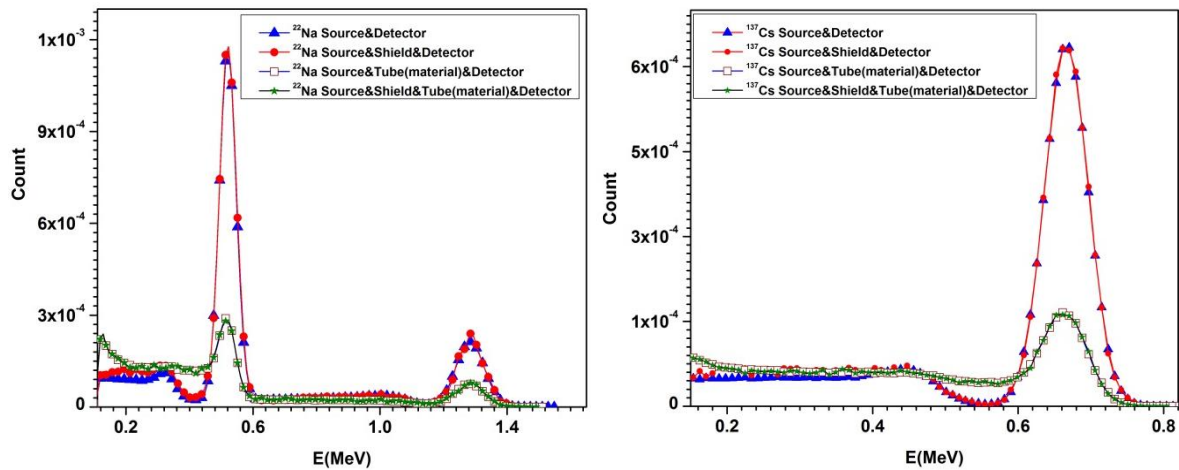 1x10⁻³
9x10⁻⁴
6x10⁻⁴
3x10⁻⁴
0
Count
²²Na Source&Detector
²²Na Source&Shield&Detector
²²Na Source&Tube(material)&Detector
²²Na Source&Shield&Tube(material)&Detector
0.2 0.6 1.0 1.4
E(MeV)
6x10⁻⁴
5x10⁻⁴
3x10⁻⁴
1x10⁻⁴
0
Count
¹³⁷Cs Source&Detector
¹³⁷Cs Source&Shield&Detector
¹³⁷Cs Source&Tube(material)&Detector
¹³⁷Cs Source&Shield&Tube(material)&Detector
0.2 0.4 0.6 0.8
E(MeV)